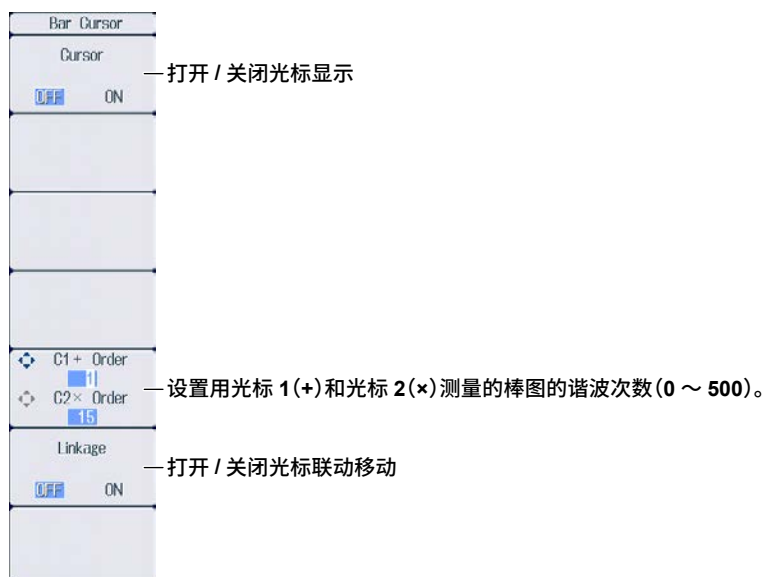 Bar Cursor
Cursor
OFF ON
打开 / 关闭光标显示
C1 + Order
1
C2 × Order
15
设置用光标 1(+)和光标 2(×)测量的棒图的谐波次数(0 ～ 500)。
Linkage
OFF ON
打开 / 关闭光标联动移动